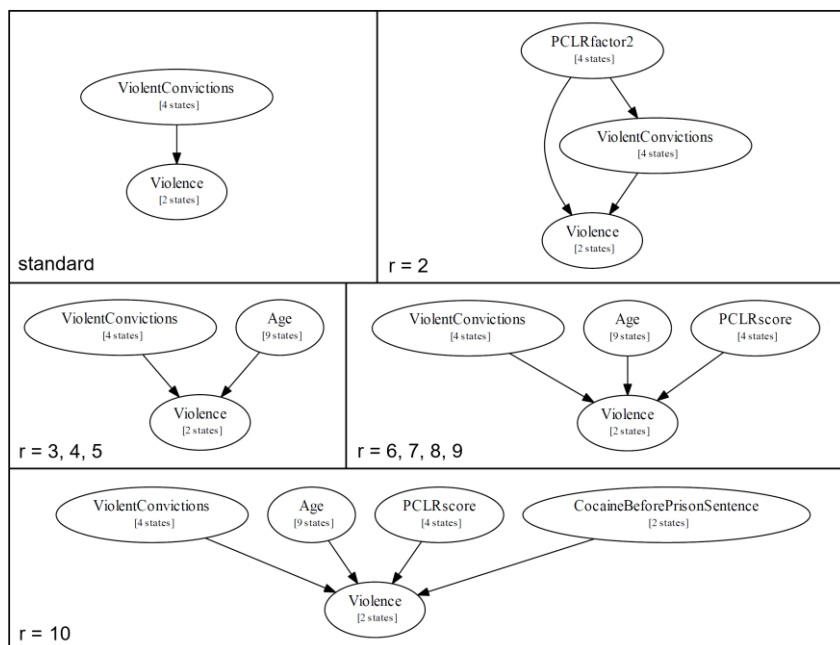 ViolentConvictions
[4 states]
Violence
[2 states]
standard
PCLRfactor2
[4 states]
ViolentConvictions
[4 states]
Violence
[2 states]
r = 2
ViolentConvictions
[4 states]
Age
[9 states]
Violence
[2 states]
r = 3, 4, 5
ViolentConvictions
[4 states]
Age
[9 states]
PCLRscore
[4 states]
Violence
[2 states]
r = 6, 7, 8, 9
ViolentConvictions
[4 states]
Age
[9 states]
PCLRscore
[4 states]
CocaineBeforePrisonSentence
[2 states]
Violence
[2 states]
r = 10